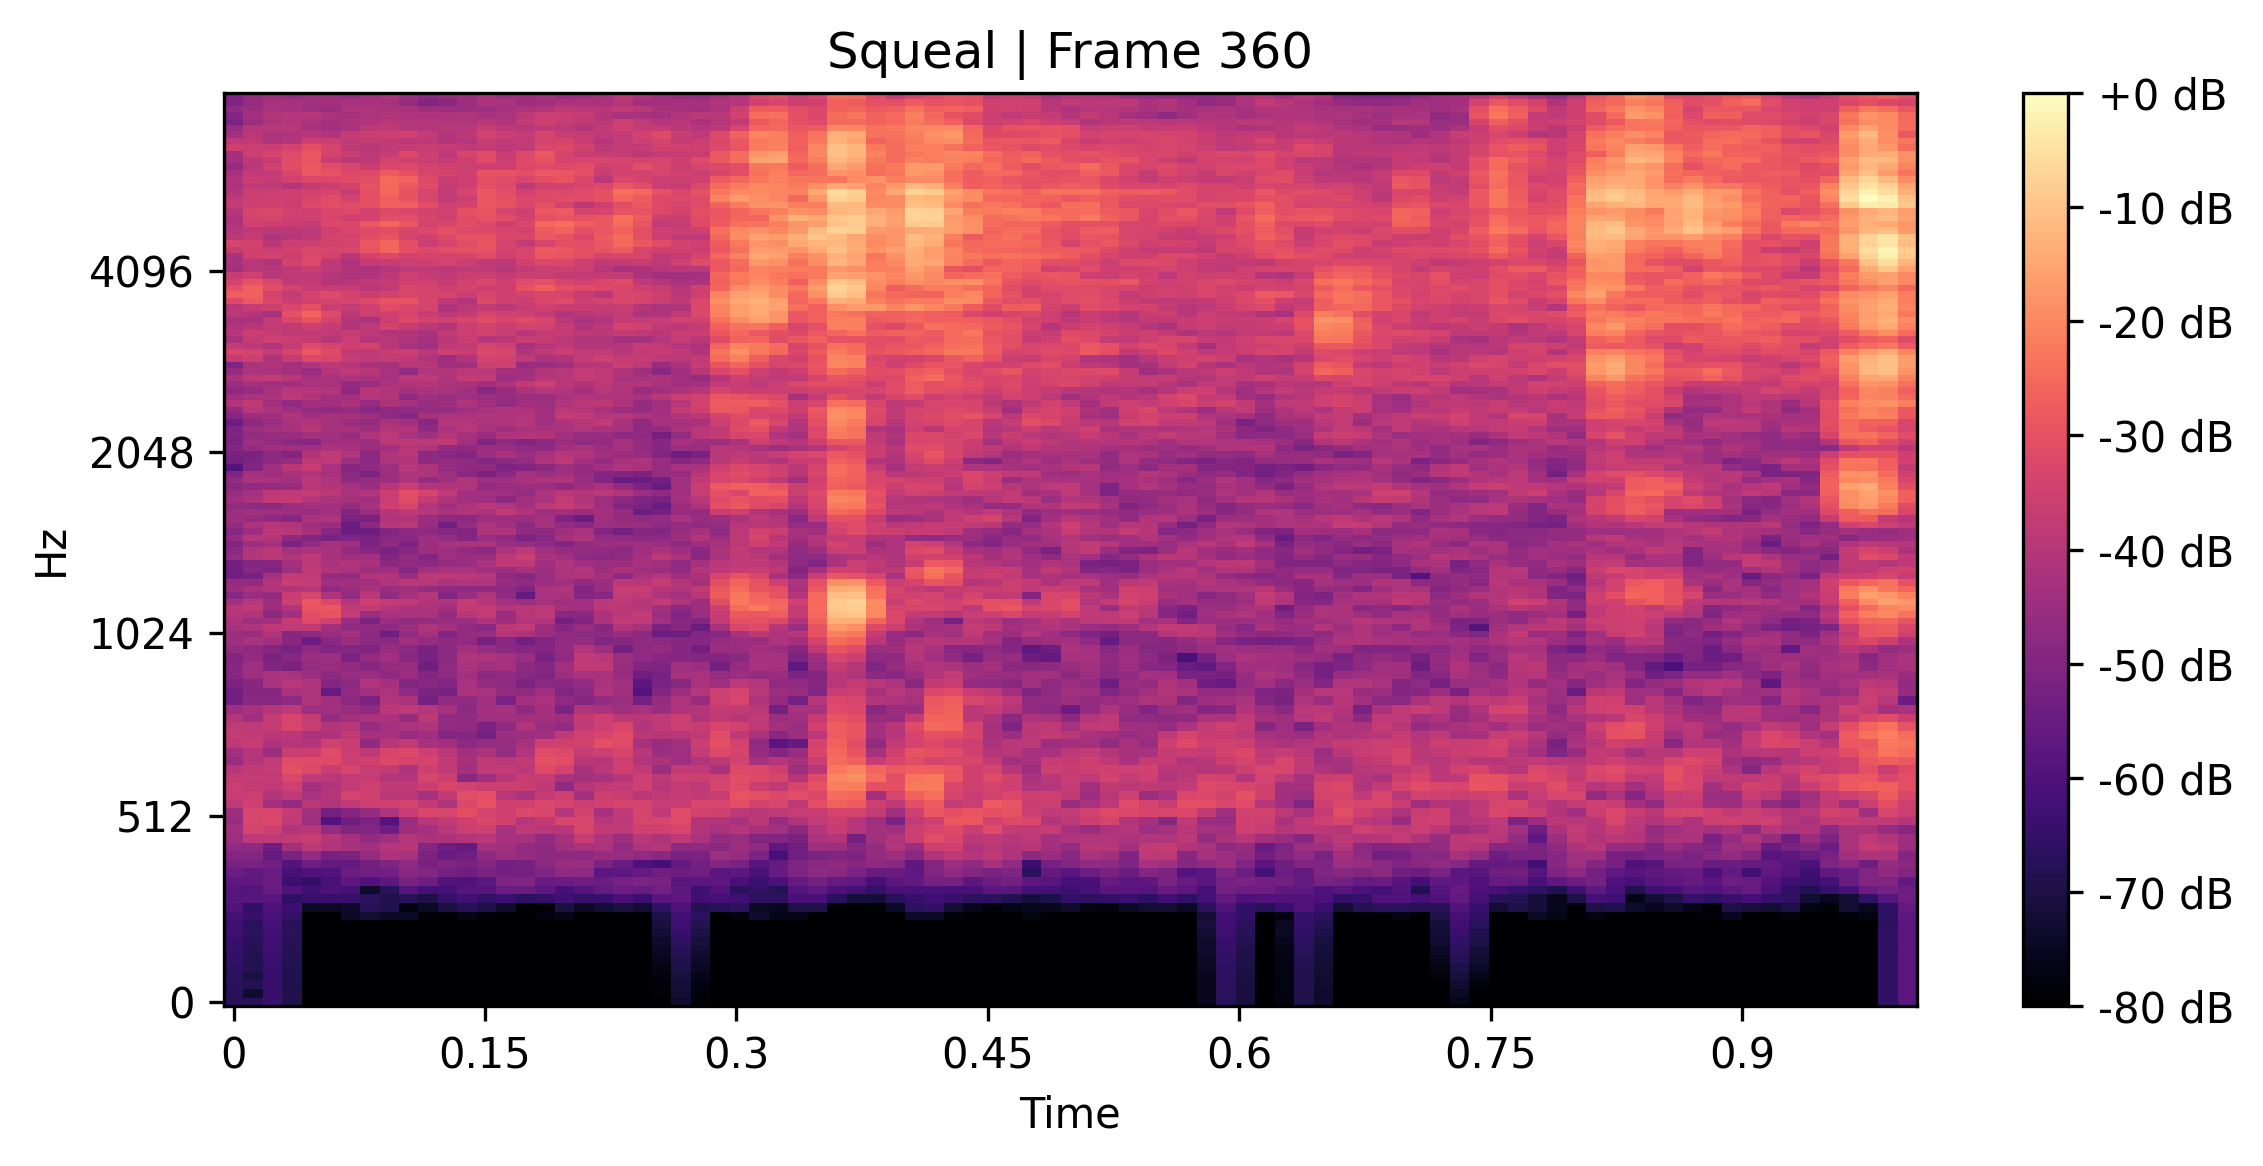 Squeal | Frame 360
Hz
4096
2048
1024
512
0
0 0.15 0.3 0.45 0.6 0.75 0.9
Time
+0 dB
-10 dB
-20 dB
-30 dB
-40 dB
-50 dB
-60 dB
-70 dB
-80 dB